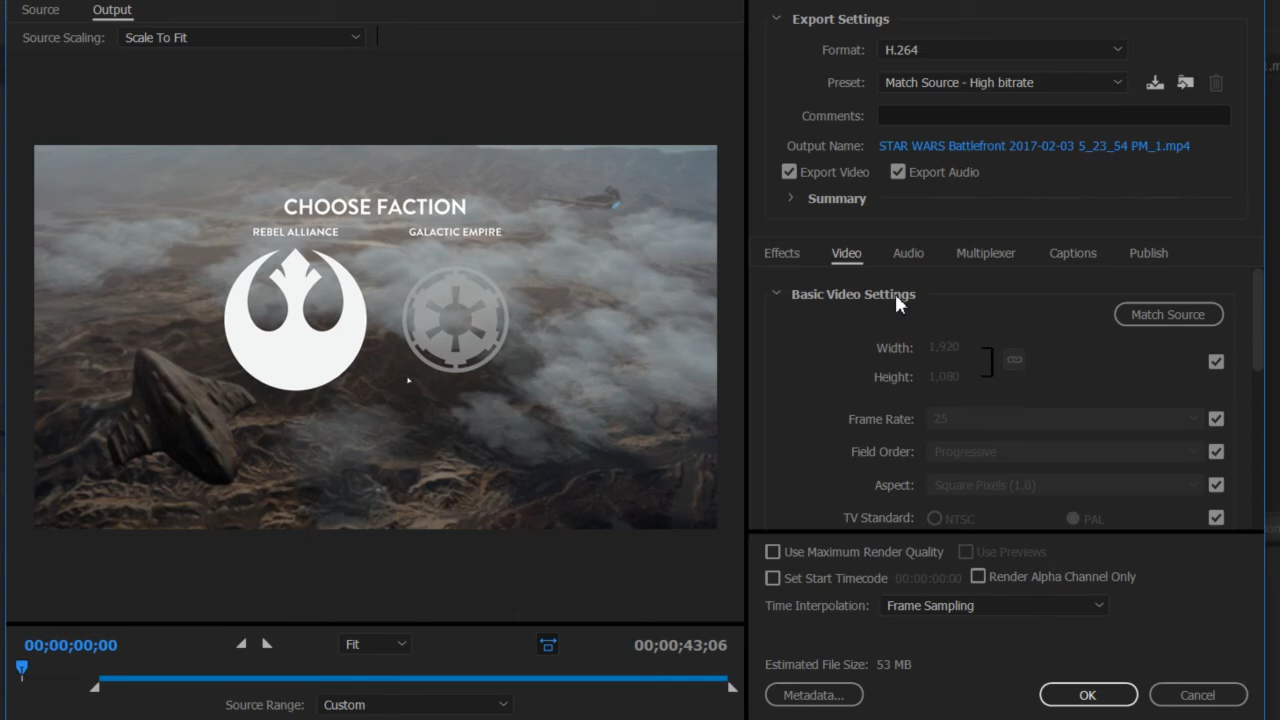 Source Output
Source Scaling: Scale To Fit
CHOOSE FACTION
REBEL ALLIANCE GALACTIC EMPIRE
00;00;00;00 Fit 00;00;43;06
Source Range: Custom
Export Settings
Format: H.264
Preset: Match Source - High bitrate
Comments:
Output Name: STAR WARS Battlefront 2017-02-03 5_23_54 PM_1.mp4
Export Video Export Audio
Summary
Effects Video Audio Multiplexer Captions Publish
Basic Video Settings
Match Source
Width: 1,920
Height: 1,080
Frame Rate: 25
Field Order: Progressive
Aspect: Square Pixels (1.0)
TV Standard: NTSC PAL
Use Maximum Render Quality Use Previews
Set Start Timecode 00:00:00:00 Render Alpha Channel Only
Time Interpolation: Frame Sampling
Estimated File Size: 53 MB
Metadata... OK Cancel